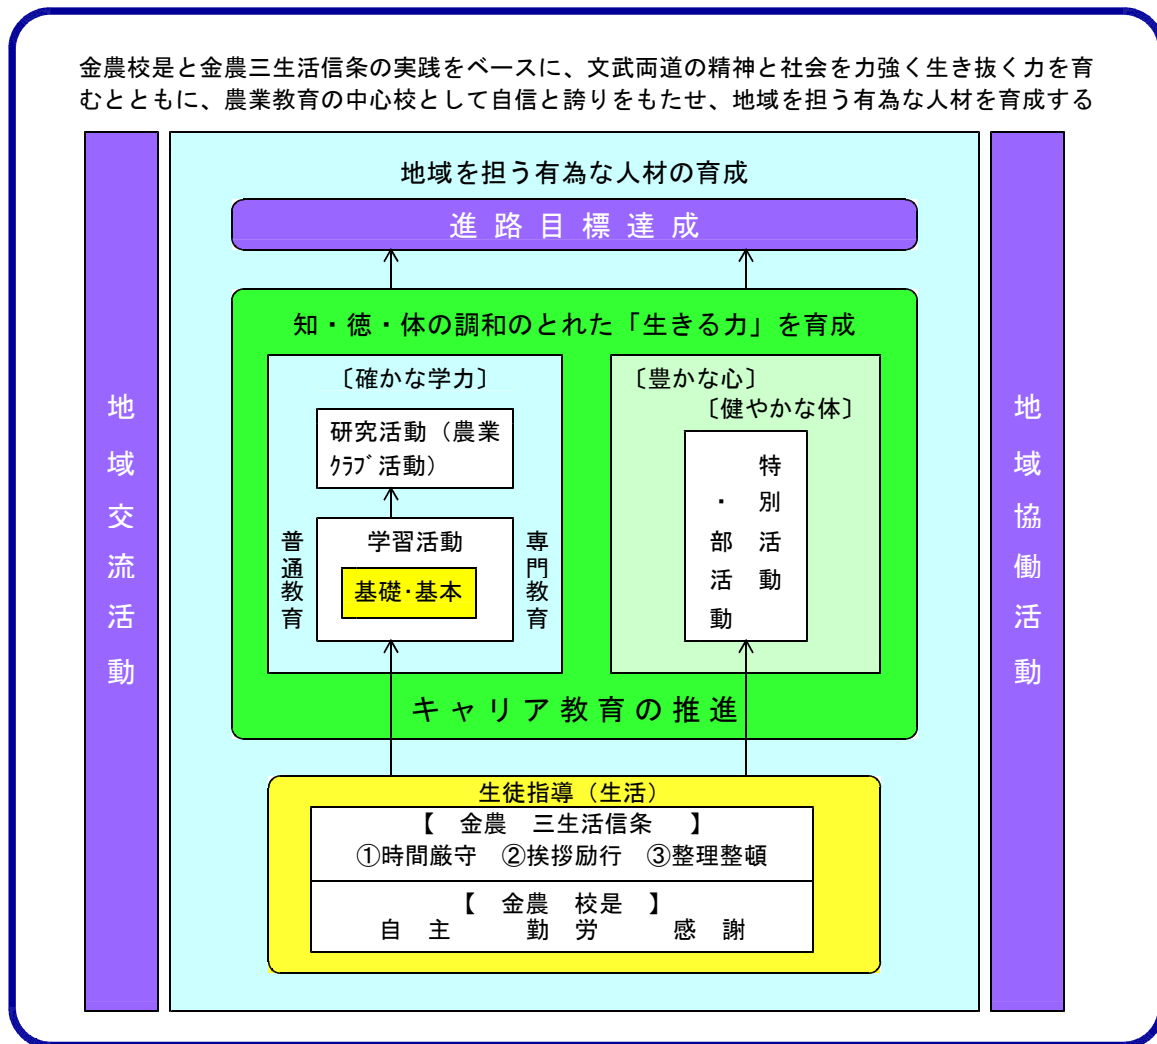 金農校是と金農三生活信条の実践をベースに、文武両道の精神と社会を力強く生き抜く力を育
むとともに、農業教育の中心校として自信と誇りをもたせ、地域を担う有為な人材を育成する
地域交流活動
地域を担う有為な人材の育成
進路目標達成
知・徳・体の調和のとれた「生きる力」を育成
〔確かな学力〕
研究活動（農業
ｸﾗﾌﾞ活動）
普通教育
学習活動
基礎･基本
専門教育
〔豊かな心〕
〔健やかな体〕
特別活動
・部活動
キャリア教育の推進
生徒指導（生活）
【　金農　三生活信条　】
①時間厳守　②挨拶励行　③整理整頓
【　金農　校是　】
自　主　　勤　労　　感　謝
地域協働活動